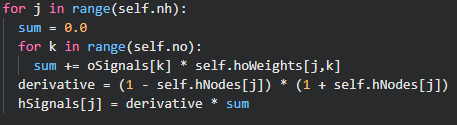 for j in range(self.nh):
  sum = 0.0
  for k in range(self.no):
    sum += oSignals[k] * self.hoWeights[j,k]
  derivative = (1 - self.hNodes[j]) * (1 + self.hNodes[j])
  hSignals[j] = derivative * sum